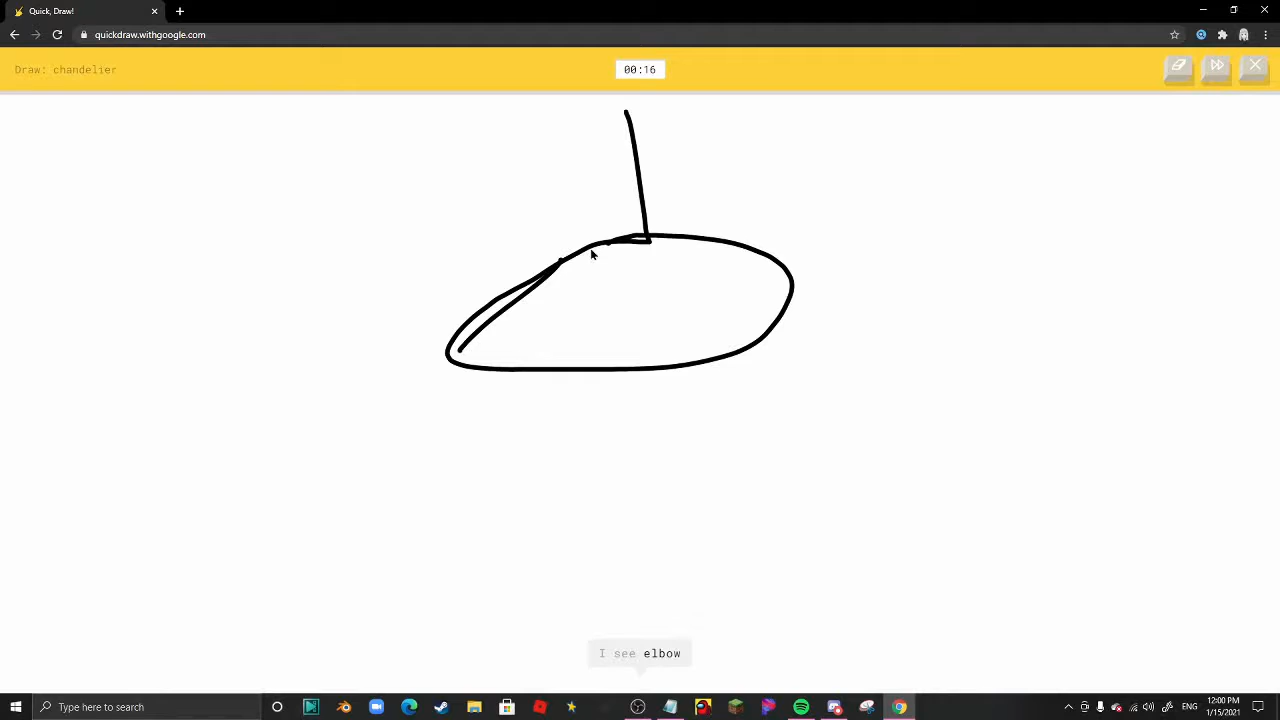 Quick, Draw!
quickdraw.withgoogle.com
Draw: chandelier
00:16
I see elbow
Type here to search
ENG
12:00 PM
1/15/2021